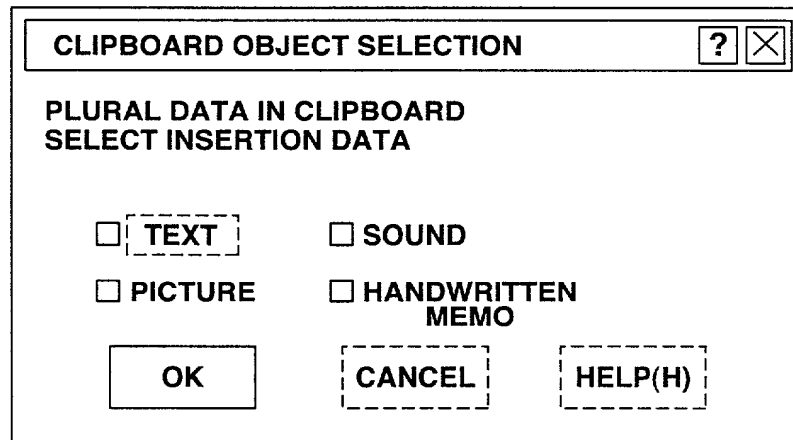 CLIPBOARD OBJECT SELECTION ?
PLURAL DATA IN CLIPBOARD
SELECT INSERTION DATA
TEXT SOUND
PICTURE HANDWRITTEN
MEMO
OK CANCEL HELP(H)